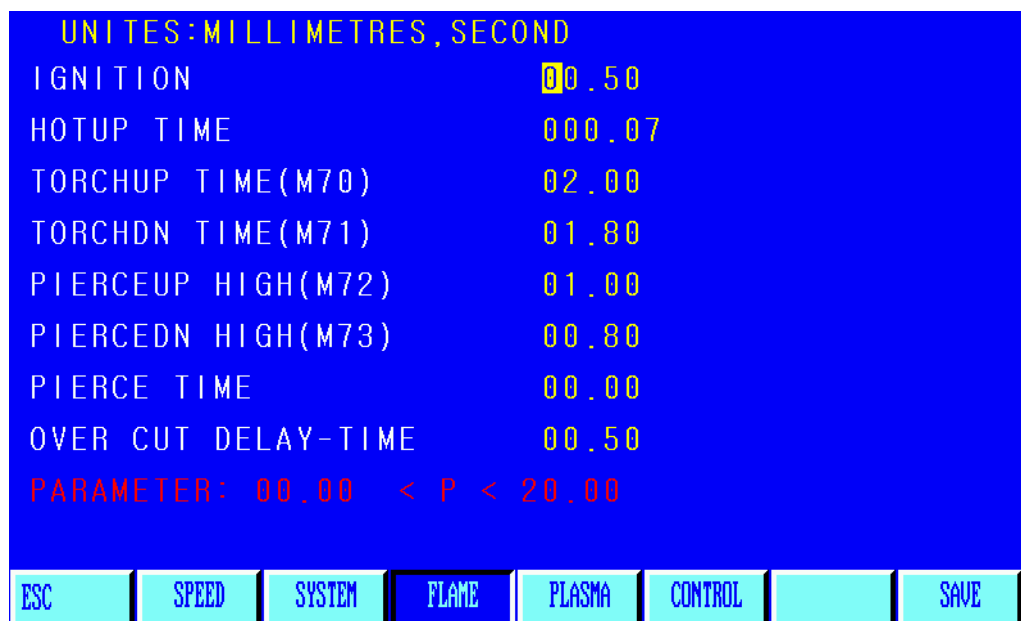 UNITES:MILLIMETRES,SECOND
IGNITION 00.50
HOTUP TIME 000.07
TORCHUP TIME(M70) 02.00
TORCHDN TIME(M71) 01.80
PIERCEUP HIGH(M72) 01.00
PIERCEDN HIGH(M73) 00.80
PIERCE TIME 00.00
OVER CUT DELAY-TIME 00.50
PARAMETER: 00.00 < P < 20.00
ESC SPEED SYSTEM FLAME PLASMA CONTROL SAVE